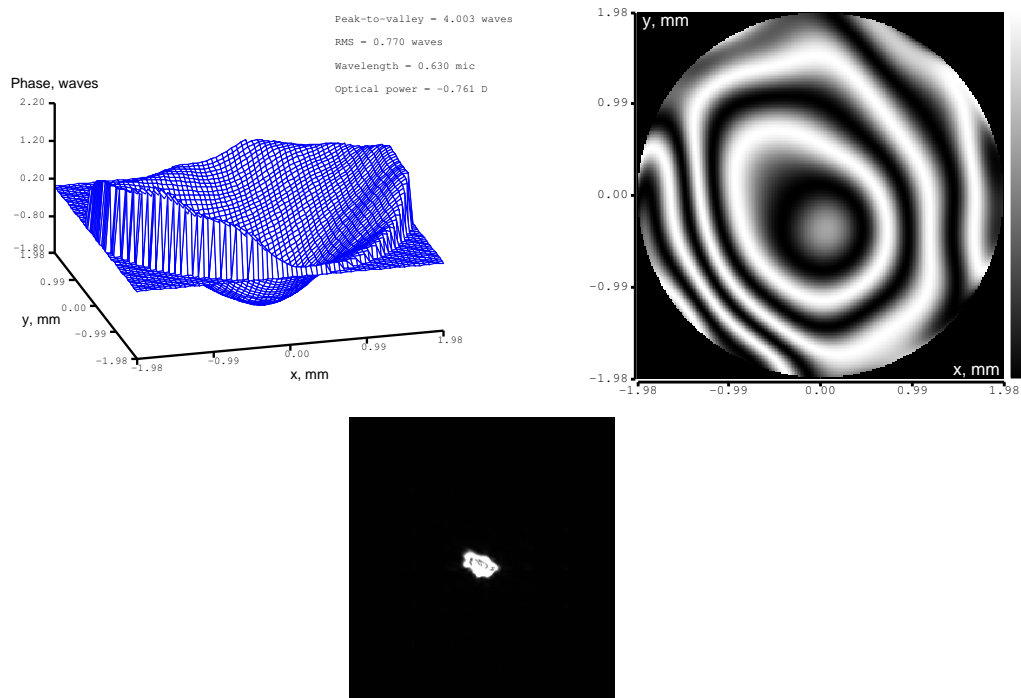 Peak-to-valley = 4.003 waves
RMS = 0.770 waves
Wavelength = 0.630 mic
Optical power = -0.761 D
Phase, waves
2.20
1.20
0.20
-0.80
-1.80
1.98
0.99
0.00
-0.99
-1.98
y, mm
-1.98
-0.99
0.00
0.99
1.98
x, mm
1.98
0.99
0.00
-0.99
-1.98
y, mm
x, mm
-1.98
-0.99
0.00
0.99
1.98